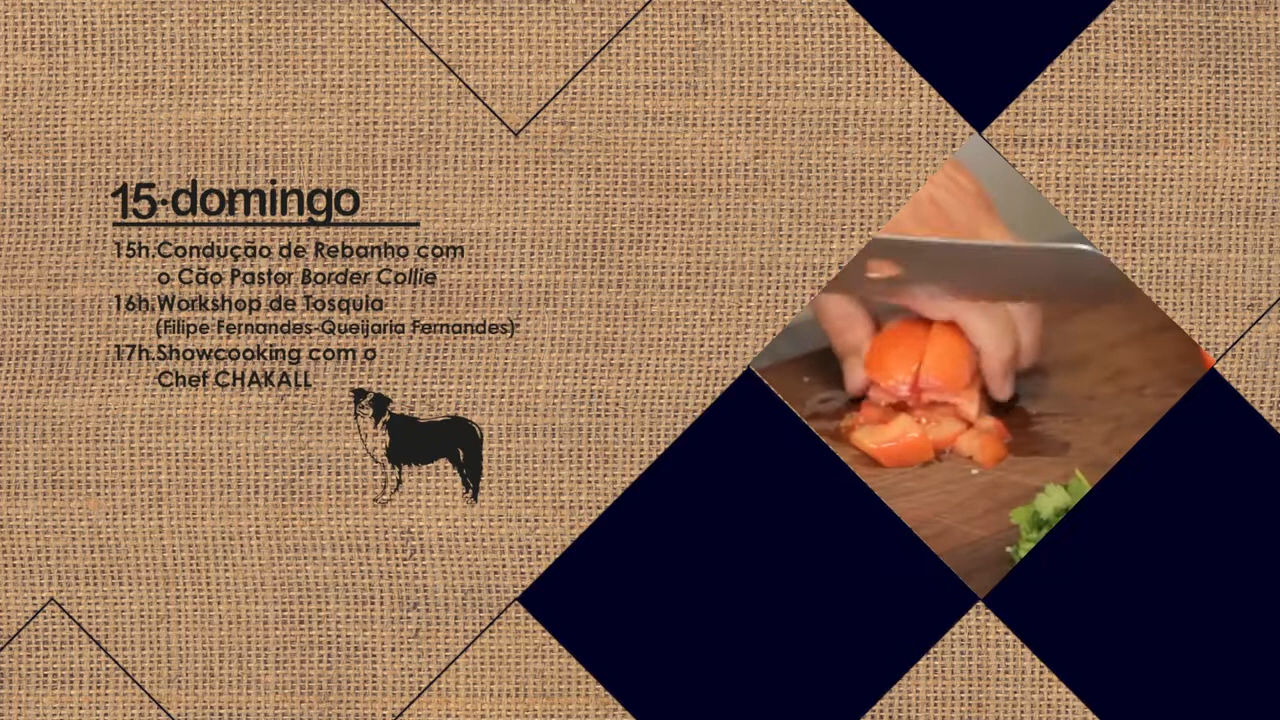 15·domingo
15h.Condução de Rebanho com
o Cão Pastor Border Collie
16h.Workshop de Tosquia
(Filipe Fernandes-Queijaria Fernandes)
17h.Showcooking com o
Chef CHAKALL